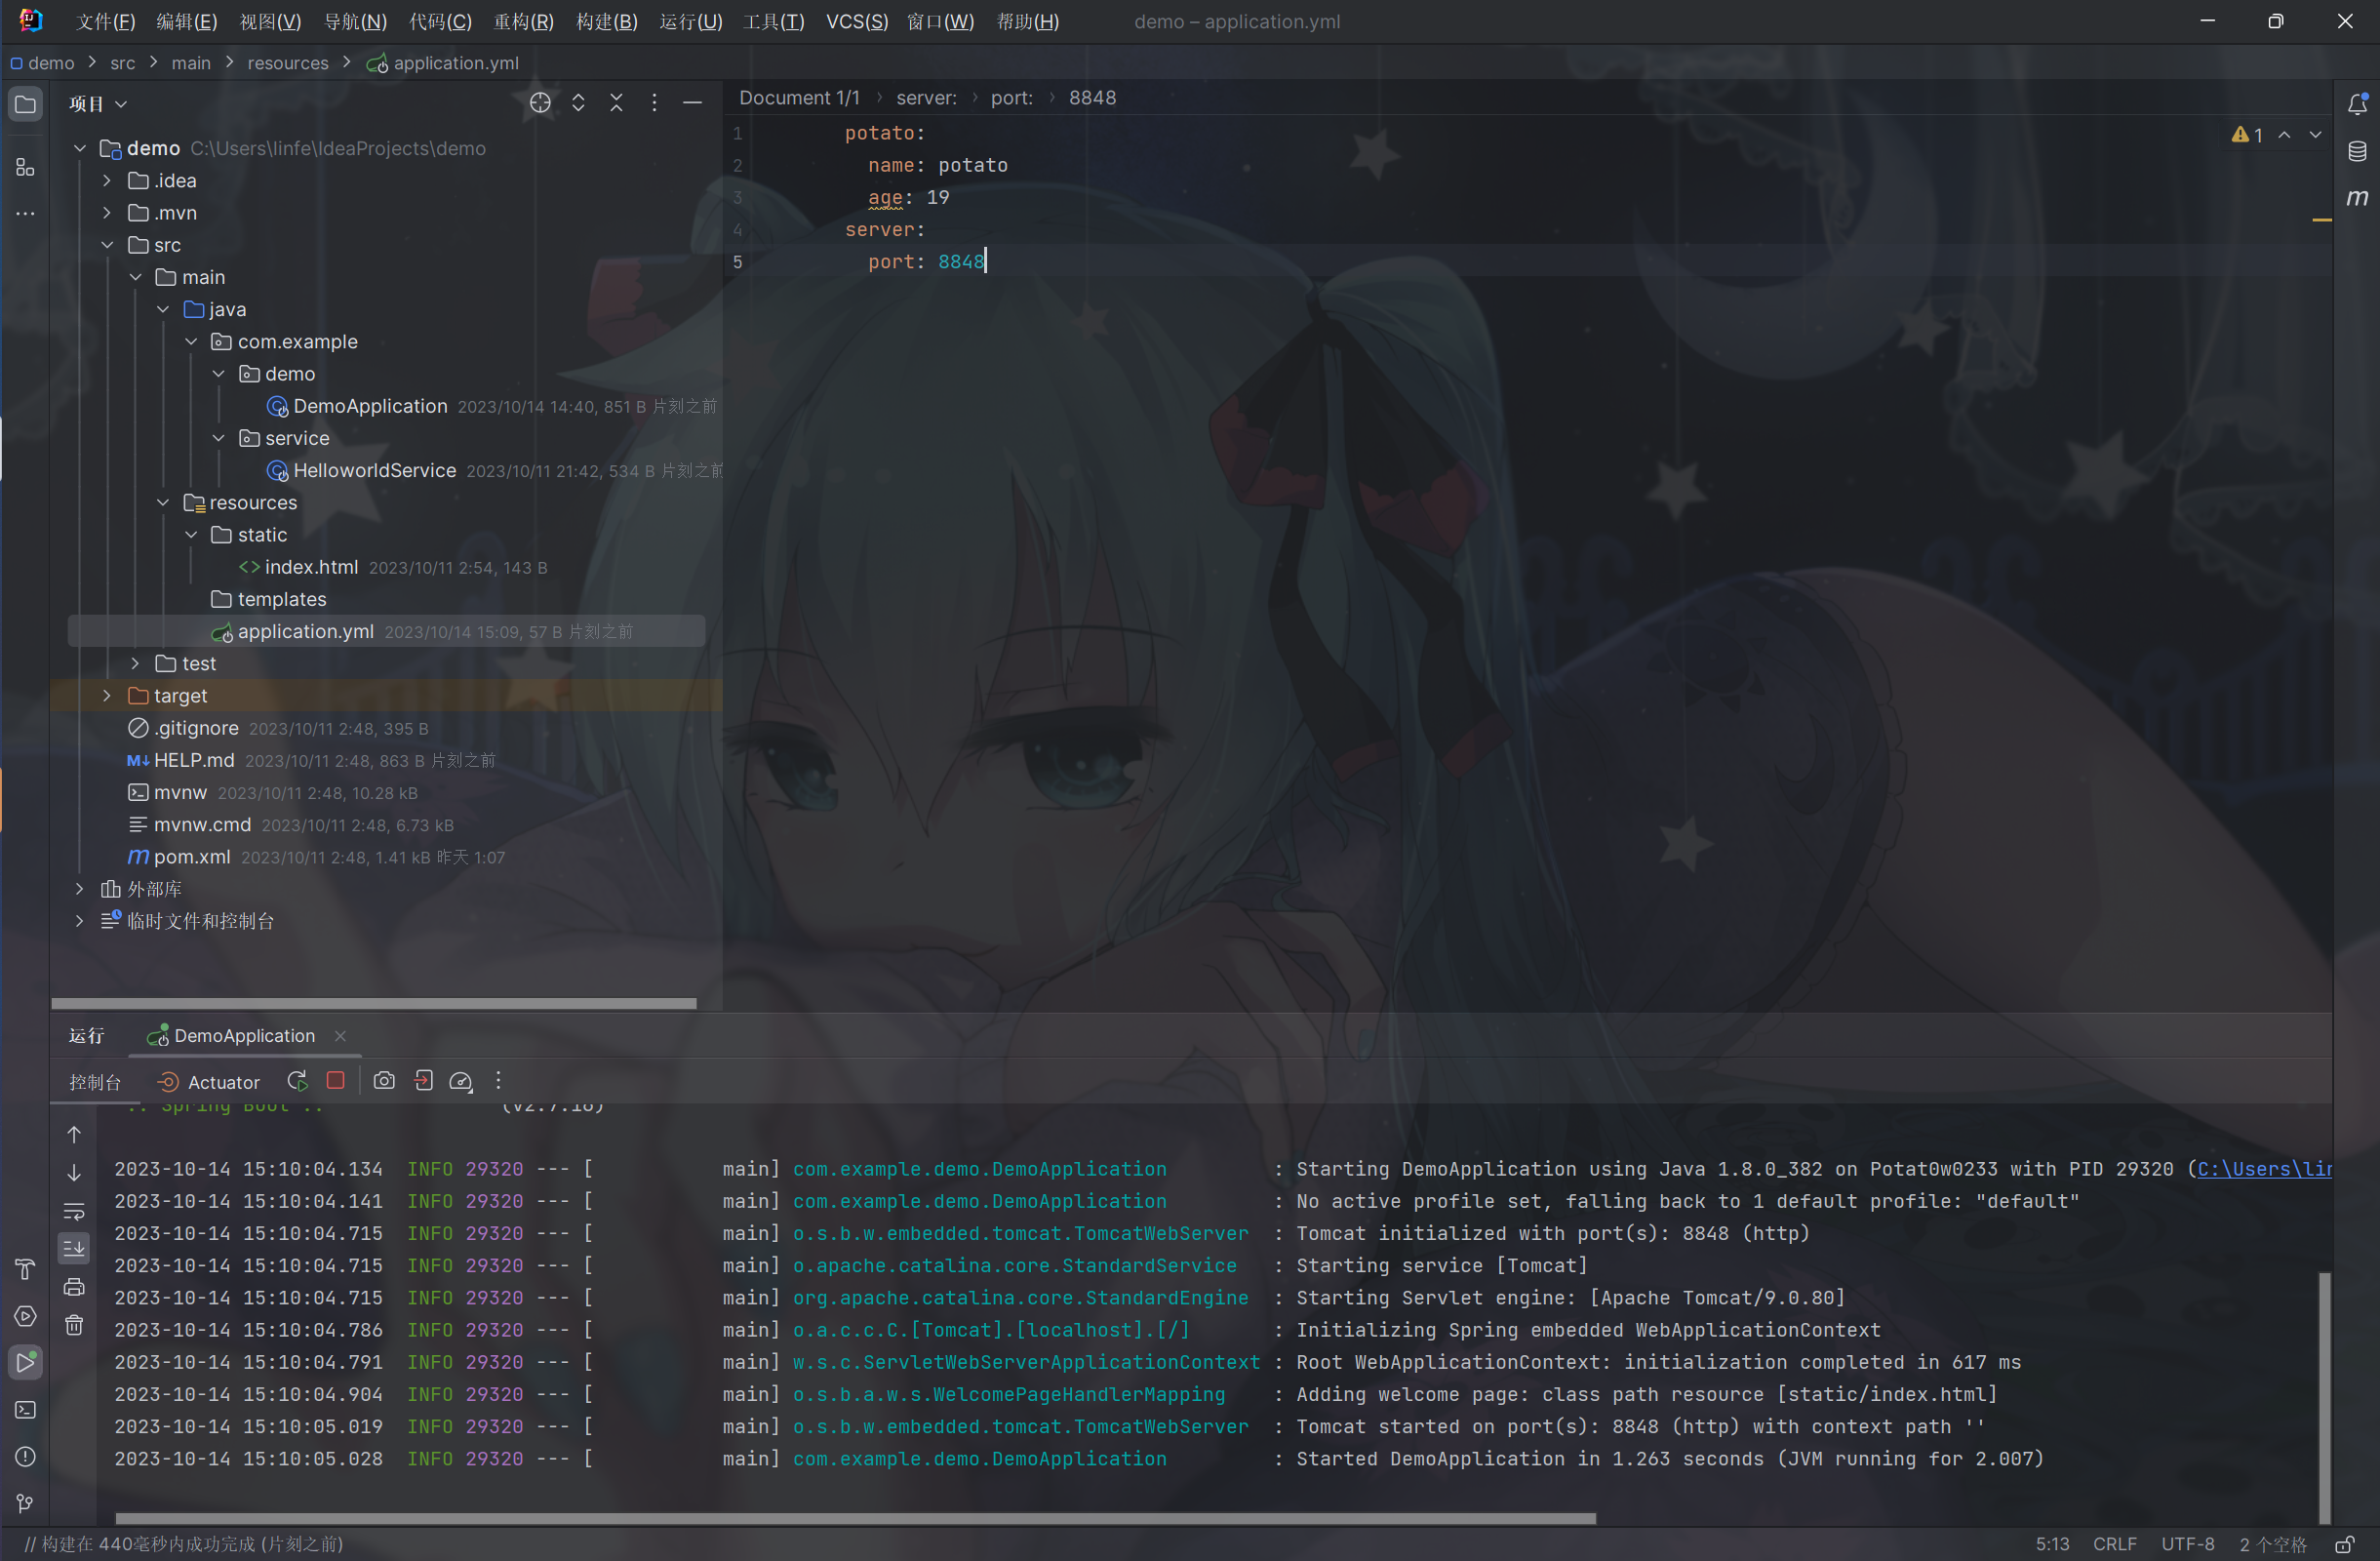 文件(F) 编辑(E) 视图(V) 导航(N) 代码(C) 重构(R) 构建(B) 运行(U) 工具(T) VCS(S) 窗口(W) 帮助(H) demo – application.yml
demo > src > main > resources > application.yml
项目
demo C:\Users\linfe\IdeaProjects\demo
.idea
.mvn
src
main
java
com.example
demo
DemoApplication 2023/10/14 14:40, 851 B 片刻之前
service
HelloworldService 2023/10/11 21:42, 534 B 片刻之前
resources
static
index.html 2023/10/11 2:54, 143 B
templates
application.yml 2023/10/14 15:09, 57 B 片刻之前
test
target
.gitignore 2023/10/11 2:48, 395 B
HELP.md 2023/10/11 2:48, 863 B 片刻之前
mvnw 2023/10/11 2:48, 10.28 kB
mvnw.cmd 2023/10/11 2:48, 6.73 kB
pom.xml 2023/10/11 2:48, 1.41 kB 昨天 1:07
外部库
临时文件和控制台
Document 1/1 › server: › port: › 8848
1 potato:
2 name: potato
3 age: 19
4 server:
5 port: 8848
1
运行 DemoApplication
控制台 Actuator
:: Spring Boot :: (v2.7.16)
2023-10-14 15:10:04.134 INFO 29320 --- [ main] com.example.demo.DemoApplication : Starting DemoApplication using Java 1.8.0_382 on Potat0w0233 with PID 29320 (C:\Users\lin
2023-10-14 15:10:04.141 INFO 29320 --- [ main] com.example.demo.DemoApplication : No active profile set, falling back to 1 default profile: "default"
2023-10-14 15:10:04.715 INFO 29320 --- [ main] o.s.b.w.embedded.tomcat.TomcatWebServer : Tomcat initialized with port(s): 8848 (http)
2023-10-14 15:10:04.715 INFO 29320 --- [ main] o.apache.catalina.core.StandardService : Starting service [Tomcat]
2023-10-14 15:10:04.715 INFO 29320 --- [ main] org.apache.catalina.core.StandardEngine : Starting Servlet engine: [Apache Tomcat/9.0.80]
2023-10-14 15:10:04.786 INFO 29320 --- [ main] o.a.c.c.C.[Tomcat].[localhost].[/] : Initializing Spring embedded WebApplicationContext
2023-10-14 15:10:04.791 INFO 29320 --- [ main] w.s.c.ServletWebServerApplicationContext : Root WebApplicationContext: initialization completed in 617 ms
2023-10-14 15:10:04.904 INFO 29320 --- [ main] o.s.b.a.w.s.WelcomePageHandlerMapping : Adding welcome page: class path resource [static/index.html]
2023-10-14 15:10:05.019 INFO 29320 --- [ main] o.s.b.w.embedded.tomcat.TomcatWebServer : Tomcat started on port(s): 8848 (http) with context path ''
2023-10-14 15:10:05.028 INFO 29320 --- [ main] com.example.demo.DemoApplication : Started DemoApplication in 1.263 seconds (JVM running for 2.007)
// 构建在 440毫秒内成功完成 (片刻之前) 5:13 CRLF UTF-8 2 个空格